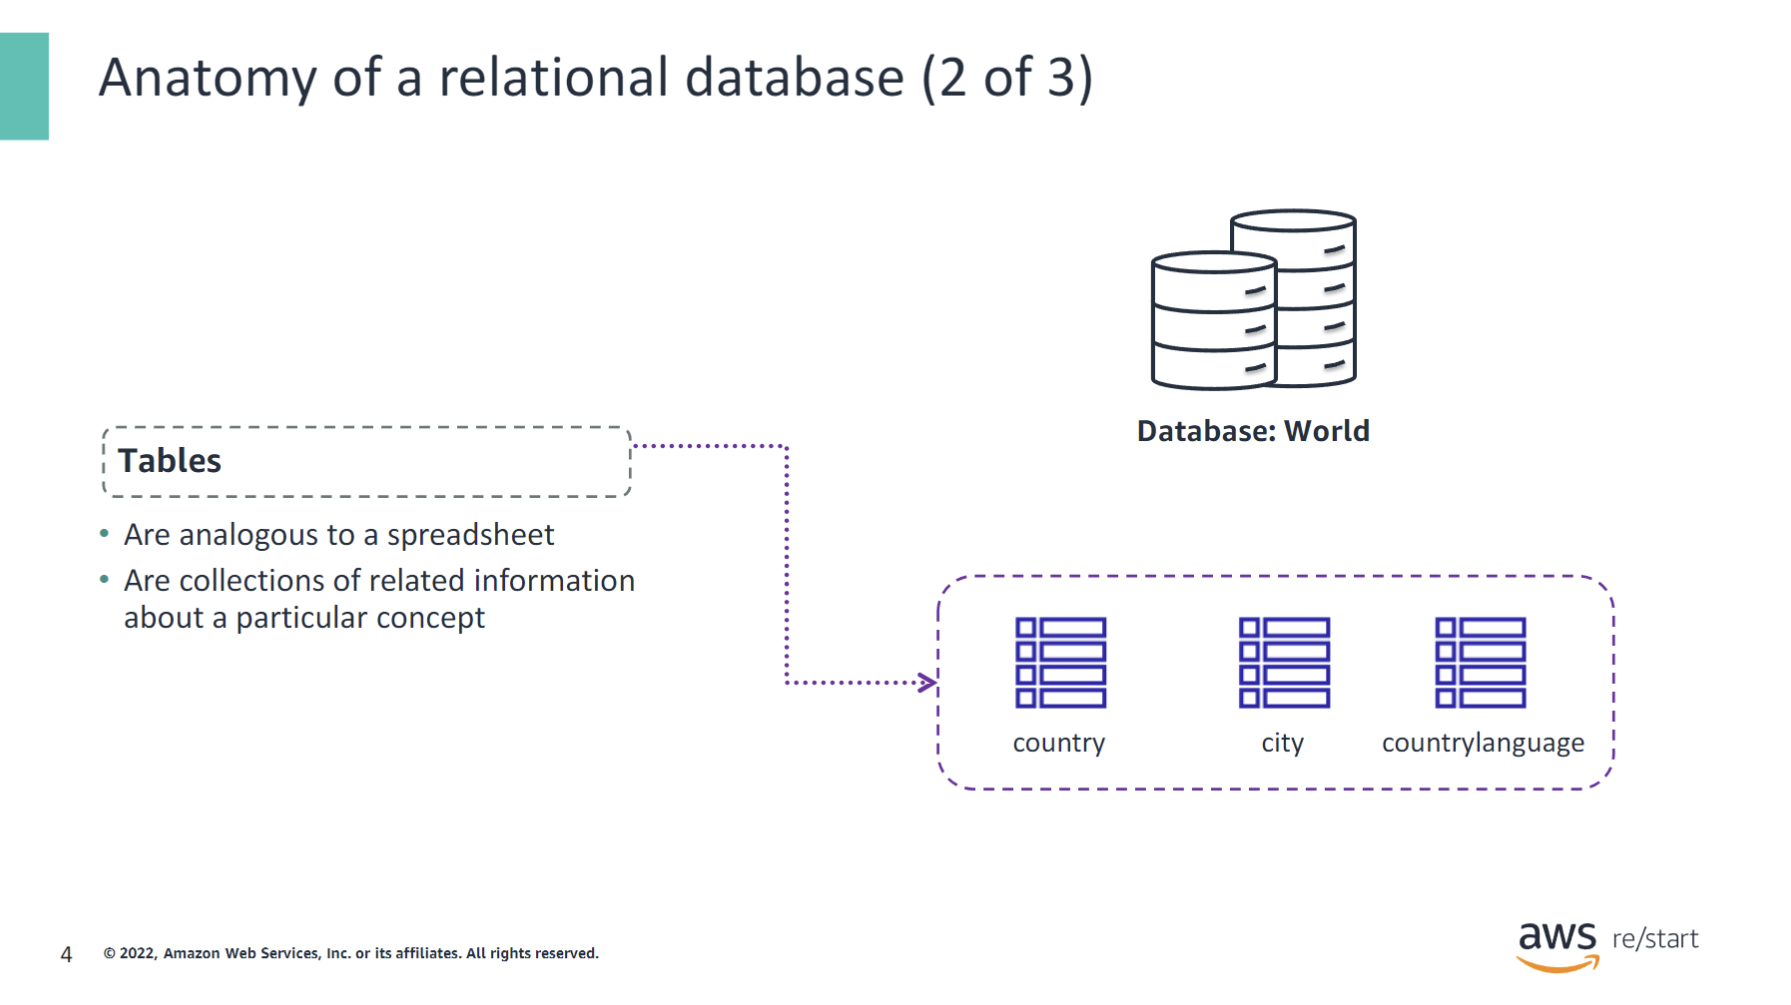 Anatomy of a relational database (2 of 3)
Database: World
Tables
• Are analogous to a spreadsheet
• Are collections of related information
about a particular concept
country
city
countrylanguage
4
© 2022, Amazon Web Services, Inc. or its affiliates. All rights reserved.
aws re/start